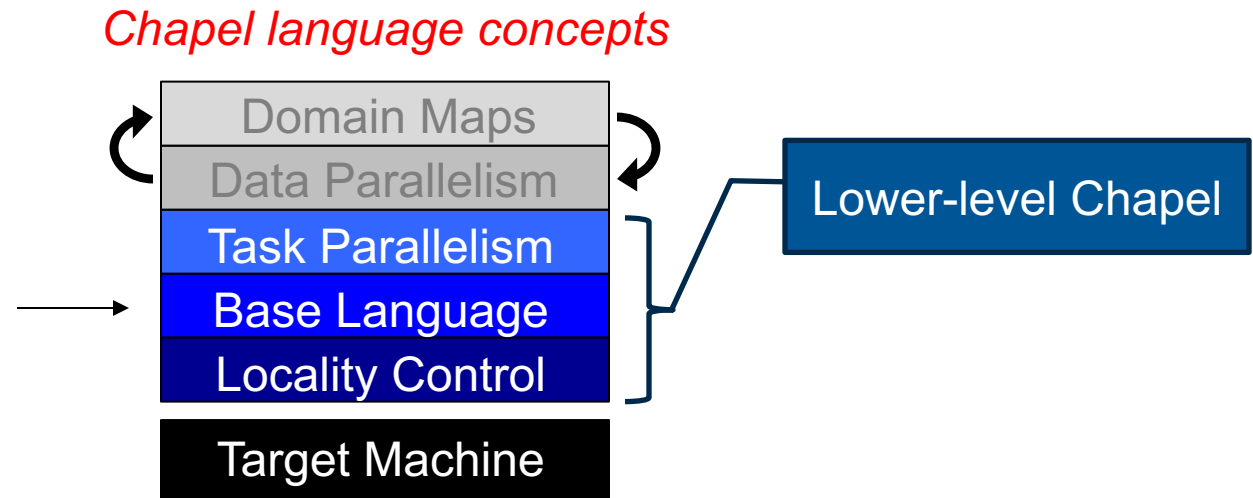 Chapel language concepts
Domain Maps
Data Parallelism
Task Parallelism
Base Language
Locality Control
Target Machine
Lower-level Chapel